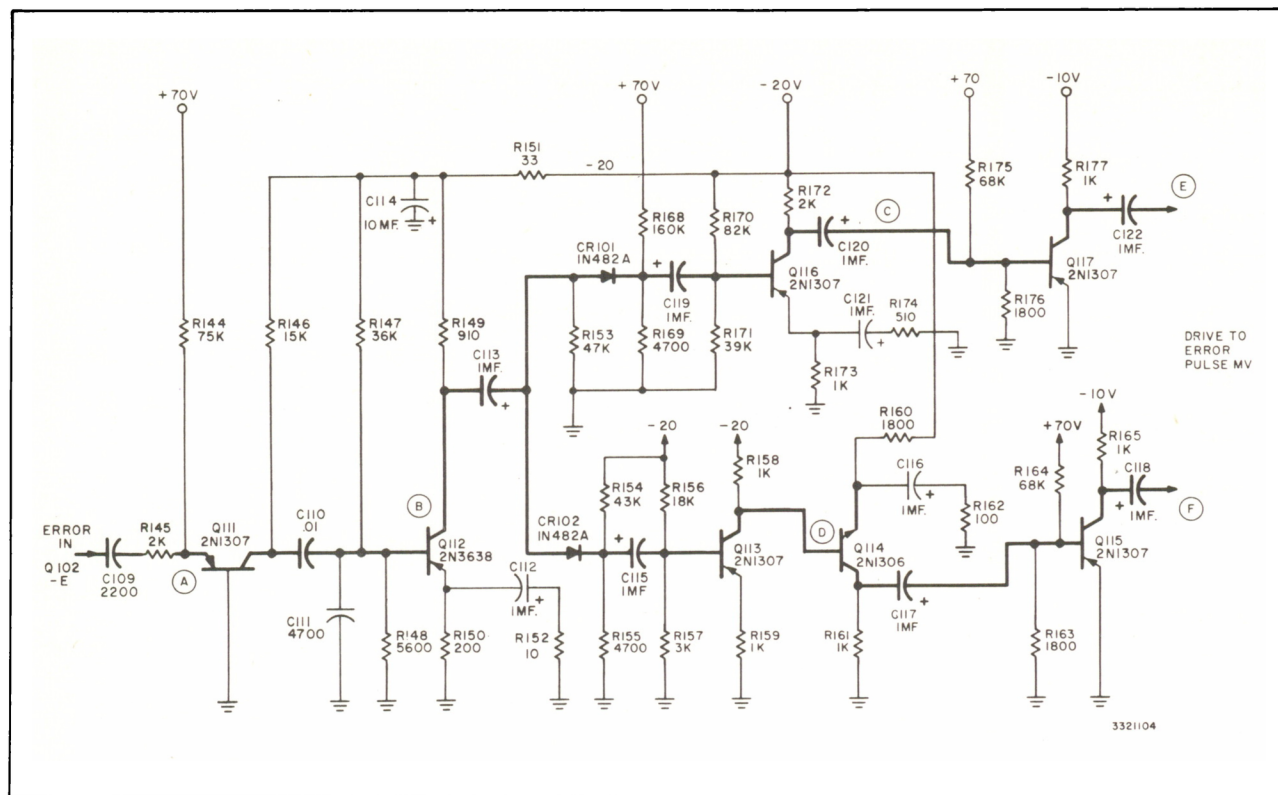 +70V
+70V
-20V
+70
-10V
R151
33
-20
R175
68K
R177
1K
E
C114
10MF.
+
R168
160K
R170
82K
R172
2K
+
C
C120
1MF.
+
C122
1MF.
CR101
1N482A
Q116
2N1307
Q117
2N1307
+
C119
1MF.
C121
1MF.
+
R174
510
R176
1800
R144
75K
R146
15K
R147
36K
R149
910
C113
1MF.
+
R153
47K
R169
4700
R171
39K
R173
1K
DRIVE TO
ERROR
PULSE MV
R160
1800
-10V
-20
-20
+70V
R165
1K
R158
1K
C116
1MF.
+
R164
68K
C118
1MF.
+
F
R154
43K
R156
18K
R162
100
B
CR102
1N482A
D
ERROR
IN
Q102
-E
R145
2K
Q111
2N1307
C110
.01
Q112
2N3638
+
C115
1MF
Q113
2N1307
Q114
2N1306
Q115
2N1307
A
C109
2200
C112
1MF.
+
C117
1MF
+
C111
4700
R148
5600
R150
200
R152
10
R155
4700
R157
3K
R159
1K
R161
1K
R163
1800
3321104